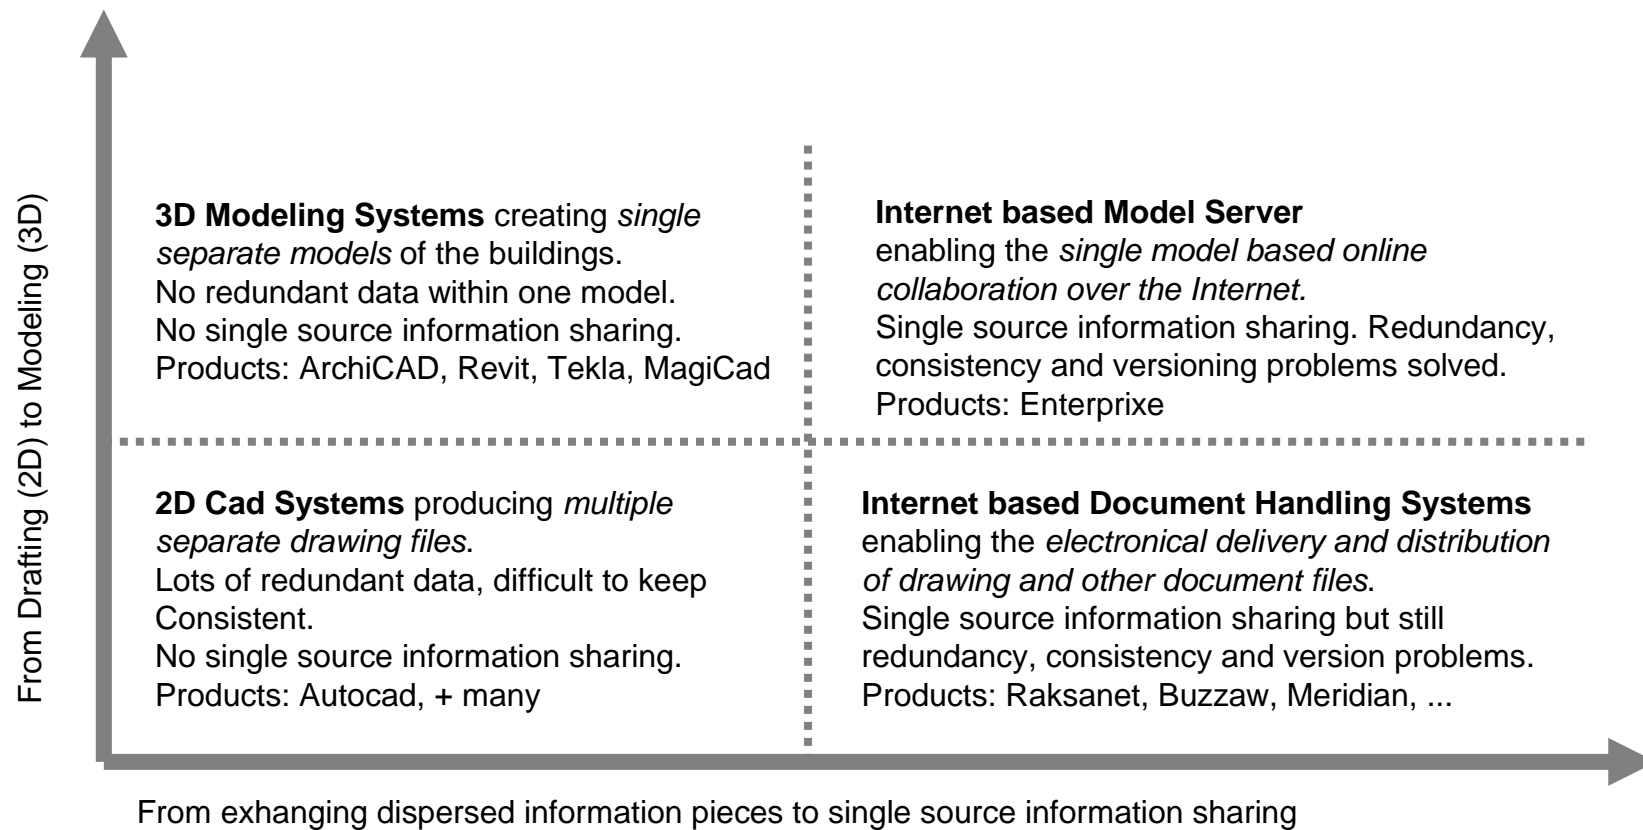 From Drafting (2D) to Modeling (3D)
3D Modeling Systems creating single
separate models of the buildings.
No redundant data within one model.
No single source information sharing.
Products: ArchiCAD, Revit, Tekla, MagiCad
Internet based Model Server
enabling the single model based online
collaboration over the Internet.
Single source information sharing. Redundancy,
consistency and versioning problems solved.
Products: Enterprixe
2D Cad Systems producing multiple
separate drawing files.
Lots of redundant data, difficult to keep
Consistent.
No single source information sharing.
Products: Autocad, + many
Internet based Document Handling Systems
enabling the electronical delivery and distribution
of drawing and other document files.
Single source information sharing but still
redundancy, consistency and version problems.
Products: Raksanet, Buzzaw, Meridian, ...
From exhanging dispersed information pieces to single source information sharing